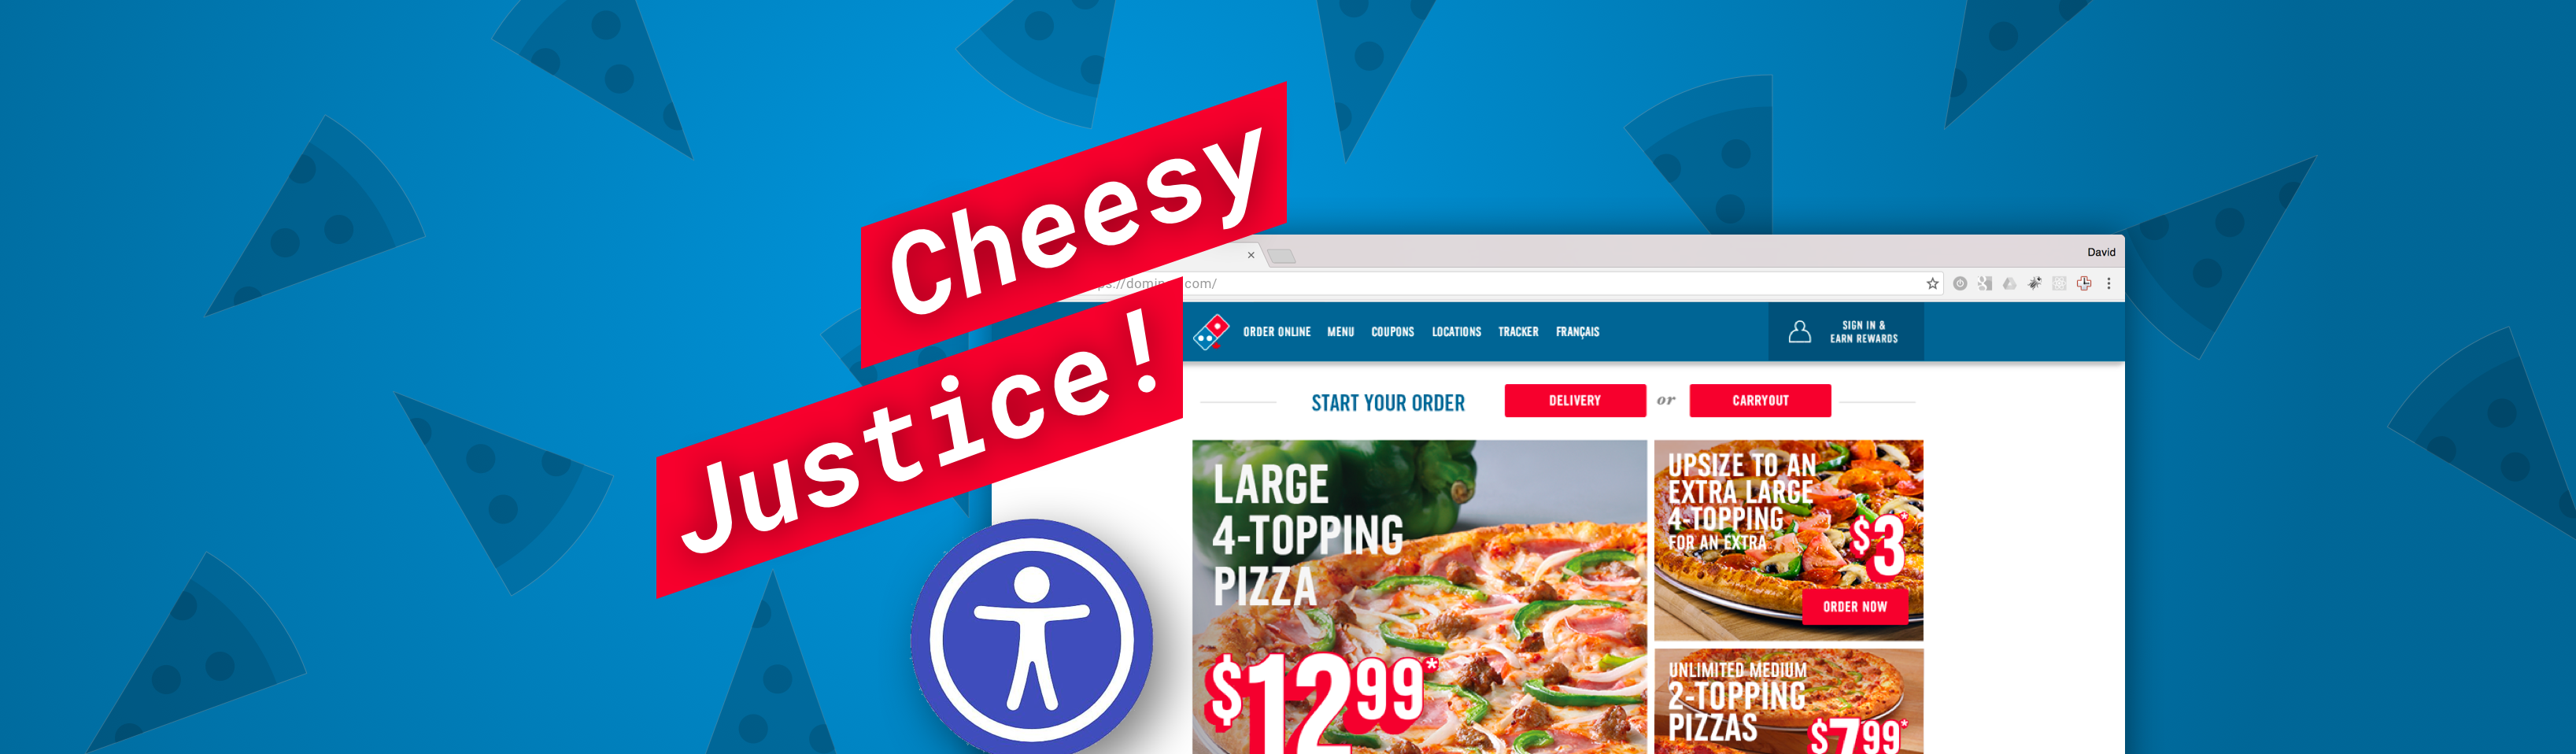 Cheesy
Justice!
David
ps://domin .com/
ORDER ONLINE MENU COUPONS LOCATIONS TRACKER FRANÇAIS
SIGN IN &
EARN REWARDS
START YOUR ORDER DELIVERY or CARRYOUT
LARGE
4-TOPPING
PIZZA
$12.99*
UPSIZE TO AN
EXTRA LARGE
4-TOPPING
FOR AN EXTRA
$3*
ORDER NOW
UNLIMITED MEDIUM
2-TOPPING
PIZZAS
$7.99*